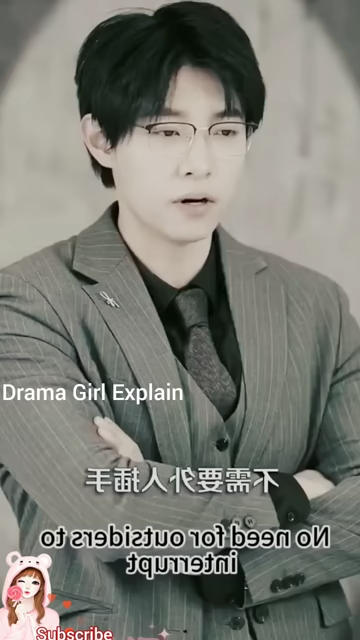 Drama Girl Explain
不需要外人插手
No need for outsiders to
interrupt
Subscribe